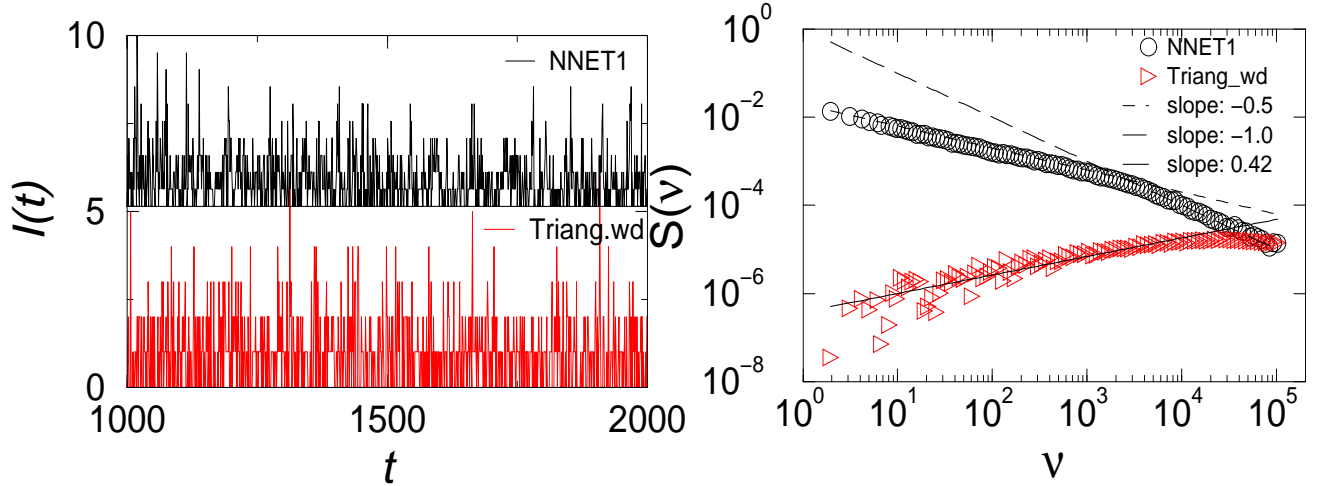 10
5
0
I(t)
NNET1
Triang.wd
1000
1500
2000
t
10^0
10^-2
10^-4
10^-6
10^-8
S(ν)
NNET1
Triang_wd
slope: −0.5
slope: −1.0
slope: 0.42
10^0 10^1 10^2 10^3 10^4 10^5
ν